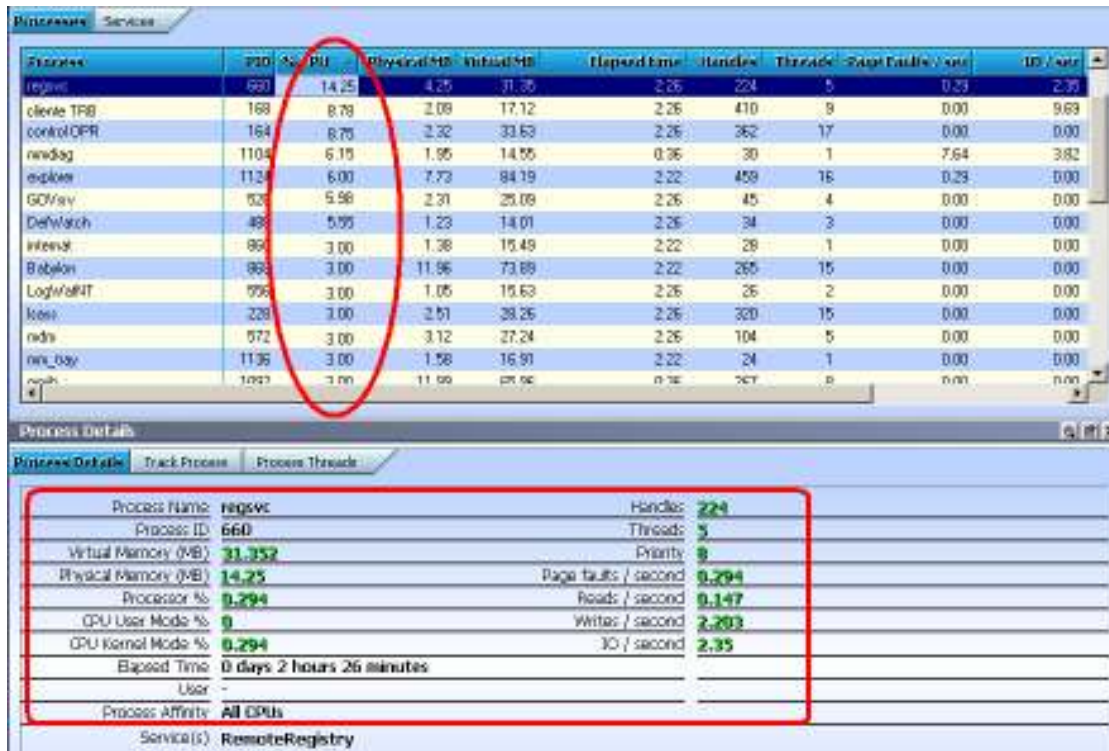 Processes Services
Process PID % CPU Physical MB Virtual MB Elapsed time Handles Threads Page Faults / sec IO / sec
regsvc 660 14.25 4.25 31.35 2.26 224 5 0.29 2.35
cliente TRB 168 8.78 2.09 17.12 2.26 410 9 0.00 9.69
control OPR 164 8.75 2.32 33.63 2.26 362 17 0.00 0.00
nmdiag 1104 6.15 1.95 14.55 0.36 30 1 7.64 3.82
explorer 1124 6.00 7.73 84.19 2.22 459 16 0.29 0.00
GOVsrv 5.98 2.31 25.09 2.26 45 4 0.00 0.00
DefWatch 5.95 1.23 14.01 2.26 34 3 0.00 0.00
internat 3.00 1.38 15.49 2.22 28 1 0.00 0.00
Babylon 3.00 11.96 73.89 2.22 265 15 0.00 0.00
LogWatNT 556 3.00 1.05 15.63 2.26 26 2 0.00 0.00
lsass 228 3.00 2.51 28.26 2.26 320 15 0.00 0.00
mdm 572 3.00 3.12 27.24 2.26 104 5 0.00 0.00
1136 3.00 1.58 16.91 2.22 24 1 0.00 0.00
Process Details
Process Details Track Process Process Threads
Process Name regsvc Handles 224
Process ID 660 Threads 5
Virtual Memory (MB) 31.352 Priority 8
Physical Memory (MB) 14.25 Page faults / second 0.294
Processor % 0.294 Reads / second 0.147
CPU User Mode % 0 Writes / second 2.203
CPU Kernel Mode % 0.294 IO / second 2.35
Elapsed Time 0 days 2 hours 26 minutes
User -
Process Affinity All CPUs
Service(s) RemoteRegistry